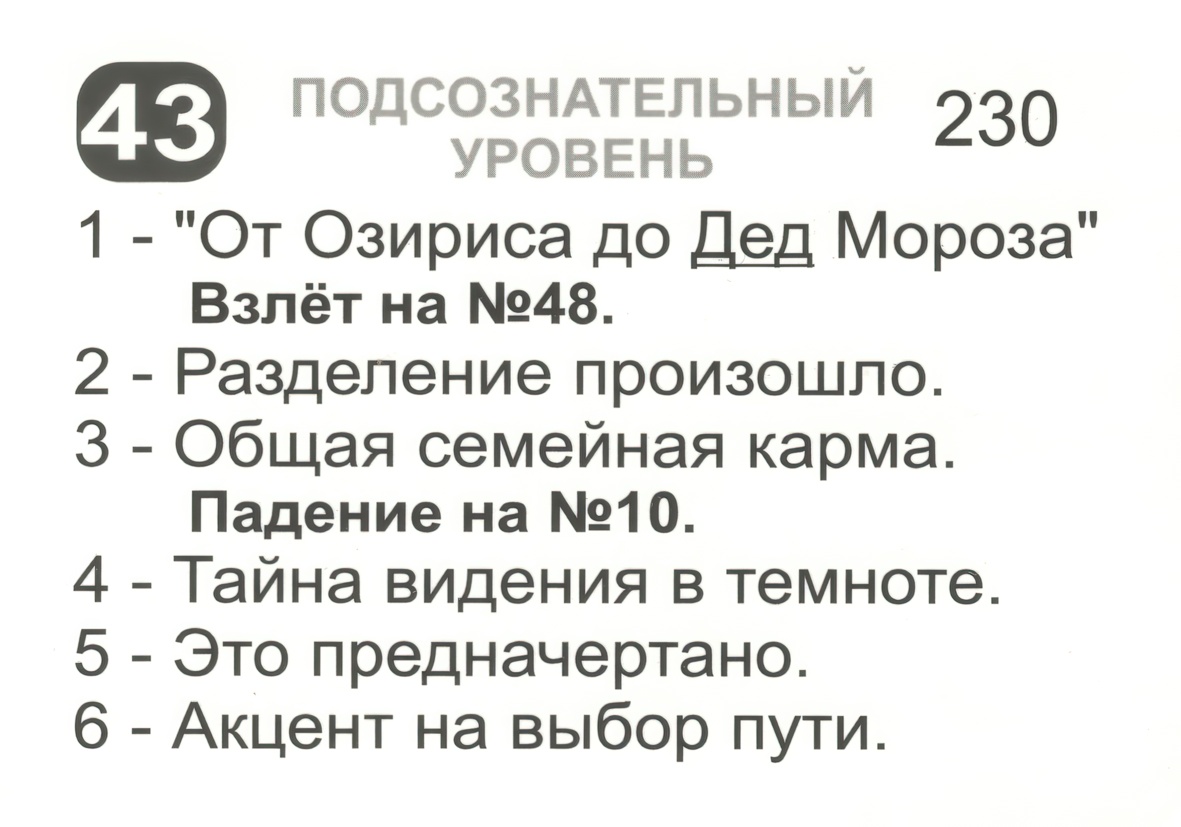 43
ПОДСОЗНАТЕЛЬНЫЙ
УРОВЕНЬ
230
1 - "От Озириса до Дед Мороза"
Взлёт на №48.
2 - Разделение произошло.
3 - Общая семейная карма.
Падение на №10.
4 - Тайна видения в темноте.
5 - Это предначертано.
6 - Акцент на выбор пути.